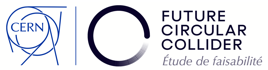 CERN
FUTURE
CIRCULAR
COLLIDER
Étude de faisabilité